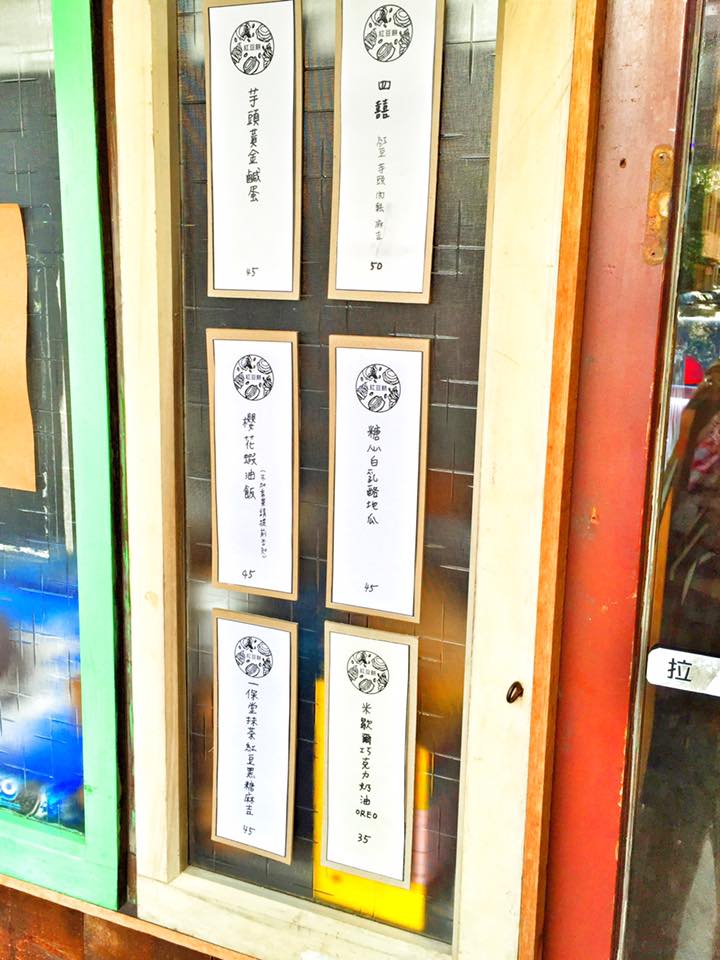 紅豆餅
芋頭黃金鹹蛋
45
紅豆餅
四囍
紅豆 芋頭 肉鬆 麻吉
50
紅豆餅
櫻花蝦油飯
45
紅豆餅
糖心白乳酪地瓜
45
紅豆餅
一保堂抹茶紅豆黑糖麻吉
45
紅豆餅
米歇爾巧克力奶油
OREO
35
拉